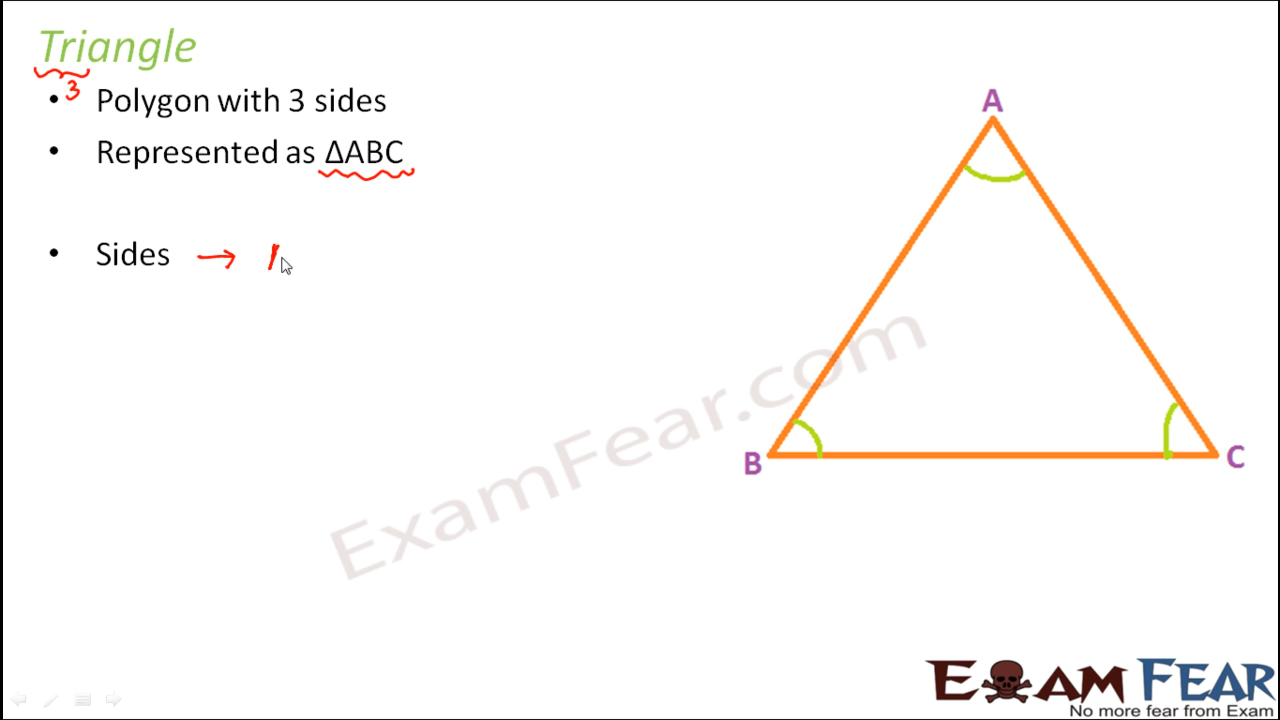 Triangle
3
• Polygon with 3 sides
• Represented as ΔABC
• Sides →
A
B
C
ExamFear.com
EXAM FEAR
No more fear from Exam